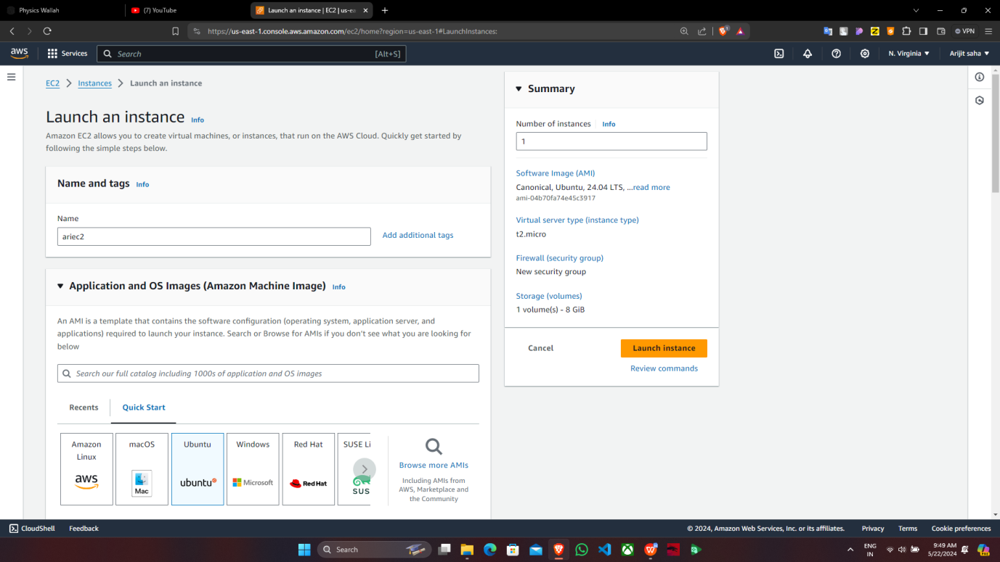 Physics Wallah
(7) YouTube
Launch an instance | EC2 | us-ea
https://us-east-1.console.aws.amazon.com/ec2/home?region=us-east-1#LaunchInstances:
VPN
aws
Services
Search
[Alt+S]
N. Virginia
Arijit saha
EC2
Instances
Launch an instance
Launch an instance Info
Amazon EC2 allows you to create virtual machines, or instances, that run on the AWS Cloud. Quickly get started by
following the simple steps below.
Name and tags Info
Name
ariec2
Add additional tags
Application and OS Images (Amazon Machine Image) Info
An AMI is a template that contains the software configuration (operating system, application server, and
applications) required to launch your instance. Search or Browse for AMIs if you don't see what you are looking for
below
Search our full catalog including 1000s of application and OS images
Recents
Quick Start
Amazon
Linux
aws
macOS
Mac
Ubuntu
ubuntu
Windows
Microsoft
Red Hat
Red Hat
SUSE Li
SUS
Browse more AMIs
Including AMIs from
AWS, Marketplace and
the Community
Summary
Number of instances Info
1
Software Image (AMI)
Canonical, Ubuntu, 24.04 LTS, ...read more
ami-04b70fa74e45c3917
Virtual server type (instance type)
t2.micro
Firewall (security group)
New security group
Storage (volumes)
1 volume(s) - 8 GiB
Cancel
Launch instance
Review commands
CloudShell
Feedback
© 2024, Amazon Web Services, Inc. or its affiliates.
Privacy
Terms
Cookie preferences
Search
ENG
IN
9:49 AM
5/22/2024